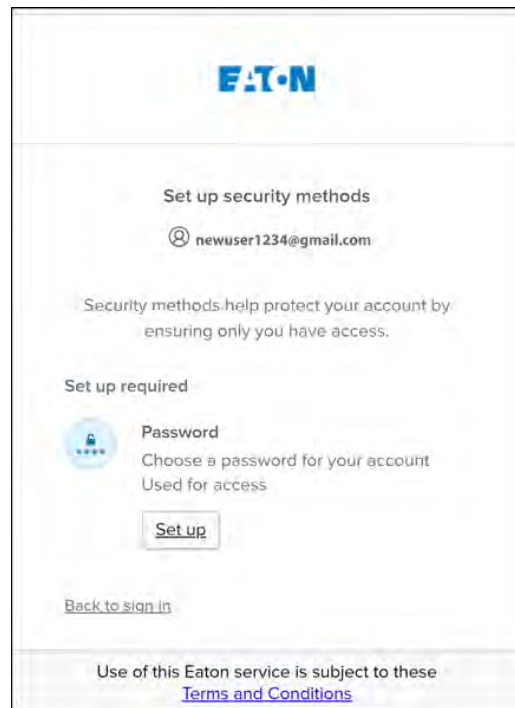 EATON
Set up security methods
newuser1234@gmail.com
Security methods help protect your account by
ensuring only you have access.
Set up required
Password
Choose a password for your account
Used for access
Set up
Back to sign in
Use of this Eaton service is subject to these
Terms and Conditions